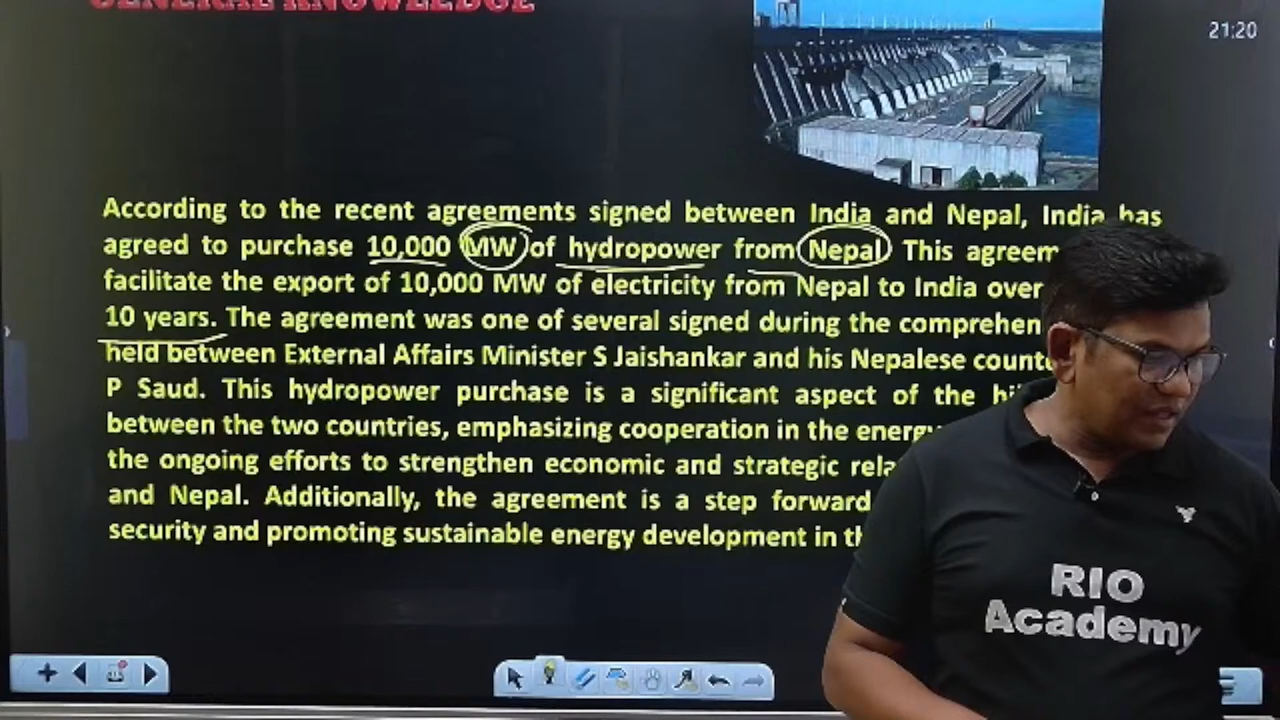 GENERAL KNOWLEDGE
21:20
According to the recent agreements signed between India and Nepal, India has
agreed to purchase 10,000 MW of hydropower from Nepal This
facilitate the export of 10,000 MW of electricity from Nepal to India over
10 years. The agreement was one of several signed during the
held between External Affairs Minister S Jaishankar and his Nepalese
P Saud. This hydropower purchase is a significant aspect of the
between the two countries, emphasizing cooperation in the energy
the ongoing efforts to strengthen economic and strategic
and Nepal. Additionally, the agreement is a step forward
security and promoting sustainable energy development in
RIO
Academy